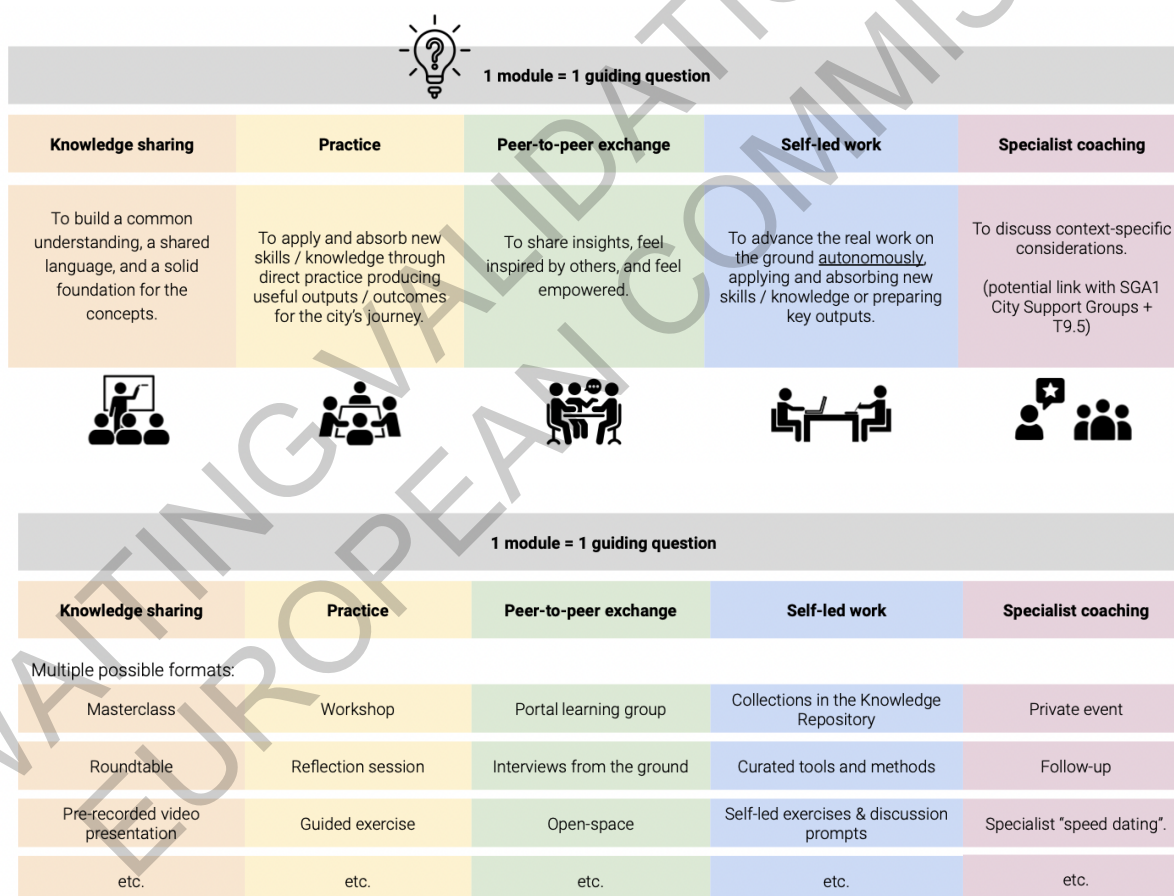 1 module = 1 guiding question
Knowledge sharing
Practice
Peer-to-peer exchange
Self-led work
Specialist coaching
To build a common
understanding, a shared
language, and a solid
foundation for the
concepts.
To apply and absorb new
skills / knowledge through
direct practice producing
useful outputs / outcomes
for the city's journey.
To share insights, feel
inspired by others, and feel
empowered.
To advance the real work on
the ground autonomously,
applying and absorbing new
skills / knowledge or preparing
key outputs.
To discuss context-specific
considerations.
(potential link with SGA1
City Support Groups +
T9.5)
1 module = 1 guiding question
Knowledge sharing
Practice
Peer-to-peer exchange
Self-led work
Specialist coaching
Multiple possible formats:
Masterclass
Workshop
Portal learning group
Collections in the Knowledge
Repository
Private event
Roundtable
Reflection session
Interviews from the ground
Curated tools and methods
Follow-up
Pre-recorded video
presentation
Guided exercise
Open-space
Self-led exercises & discussion
prompts
Specialist "speed dating".
etc.
etc.
etc.
etc.
etc.
EUROPEAN